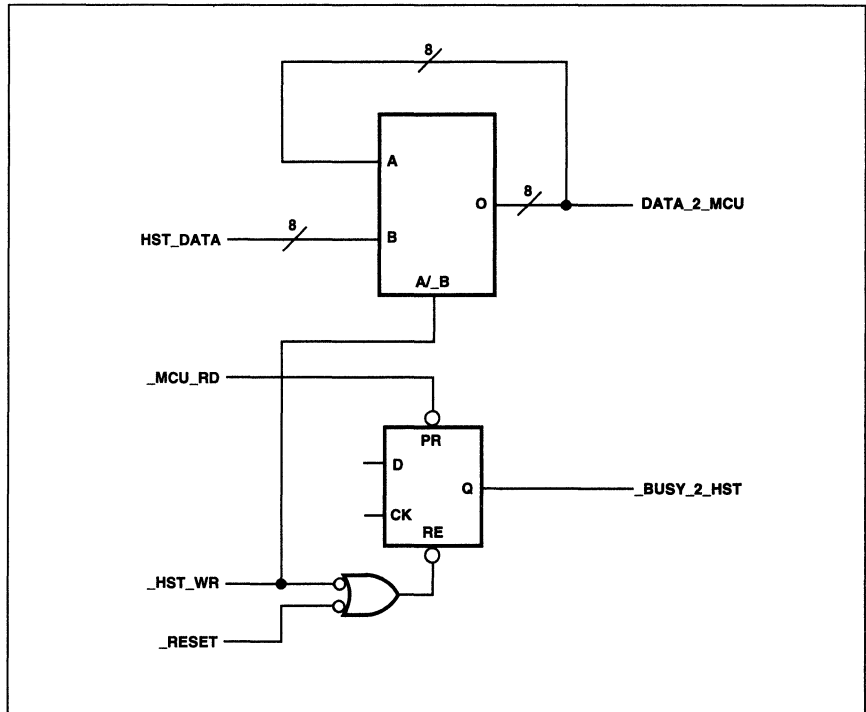 8
A
8
O
DATA_2_MCU
8
HST_DATA
B
A/_B
_MCU_RD
PR
D
Q
_BUSY_2_HST
CK
RE
_HST_WR
_RESET